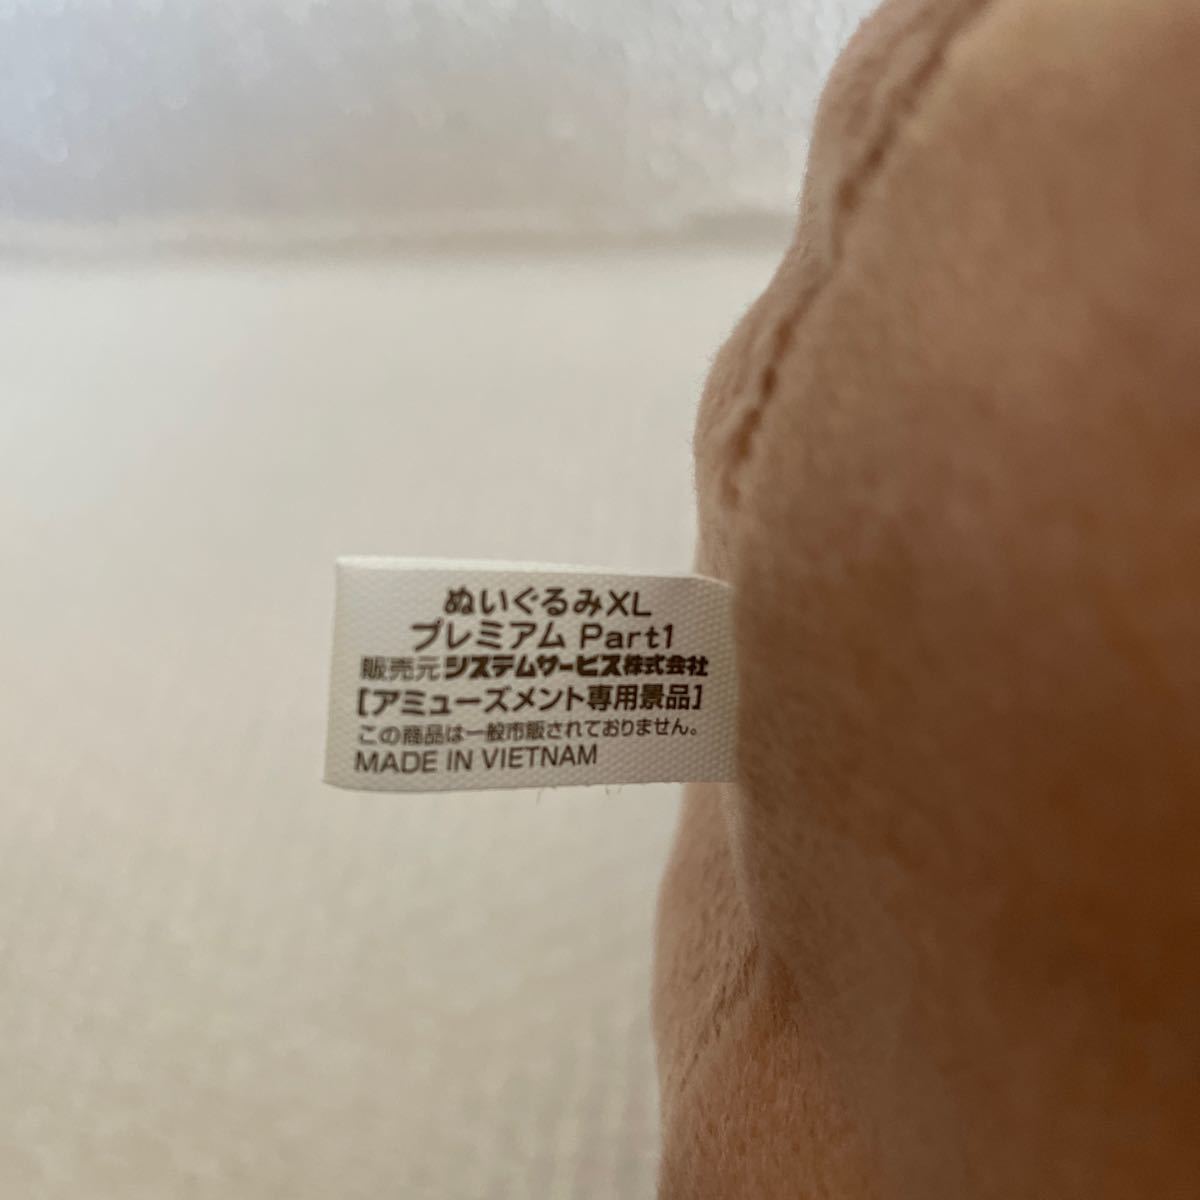 ぬいぐるみXL
プレミアム Part1
販売元 システムサービス株式会社
[アミューズメント専用景品]
この商品は一般市販されておりません。
MADE IN VIETNAM